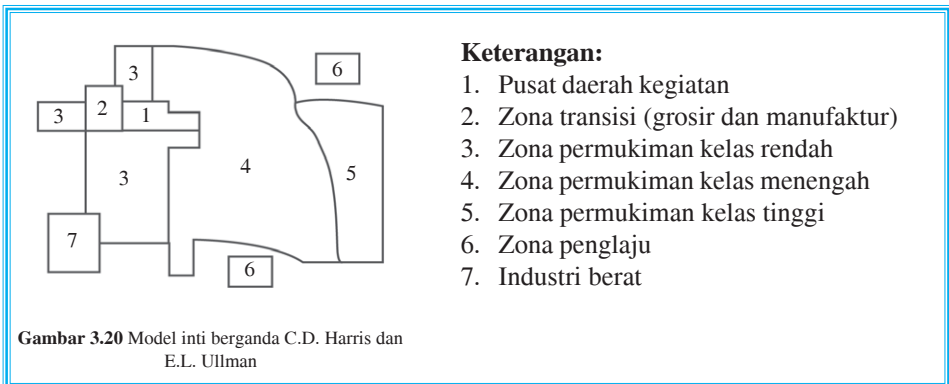 3
6
3
2
1
3
4
5
7
6
Gambar 3.20 Model inti berganda C.D. Harris dan
E.L. Ullman
Keterangan:
1. Pusat daerah kegiatan
2. Zona transisi (grosir dan manufaktur)
3. Zona permukiman kelas rendah
4. Zona permukiman kelas menengah
5. Zona permukiman kelas tinggi
6. Zona penglaju
7. Industri berat